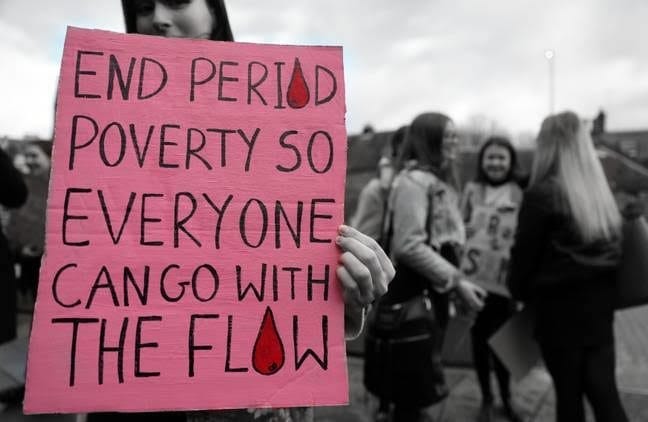 END PERIOD
POVERTY SO
EVERYONE
CAN GO WITH
THE FLOW